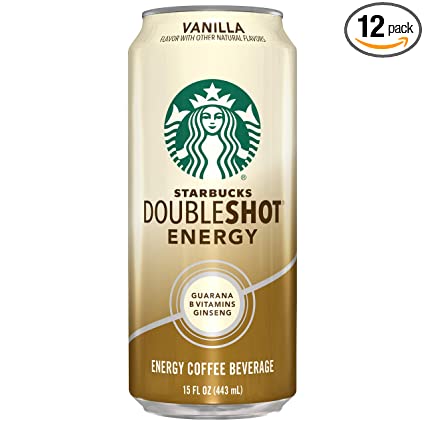 12 pack
VANILLA
FLAVOR WITH OTHER NATURAL FLAVORS
®
STARBUCKS
DOUBLESHOT®
ENERGY
GUARANA
B VITAMINS
GINSENG
ENERGY COFFEE BEVERAGE
15 FL OZ (443 mL)